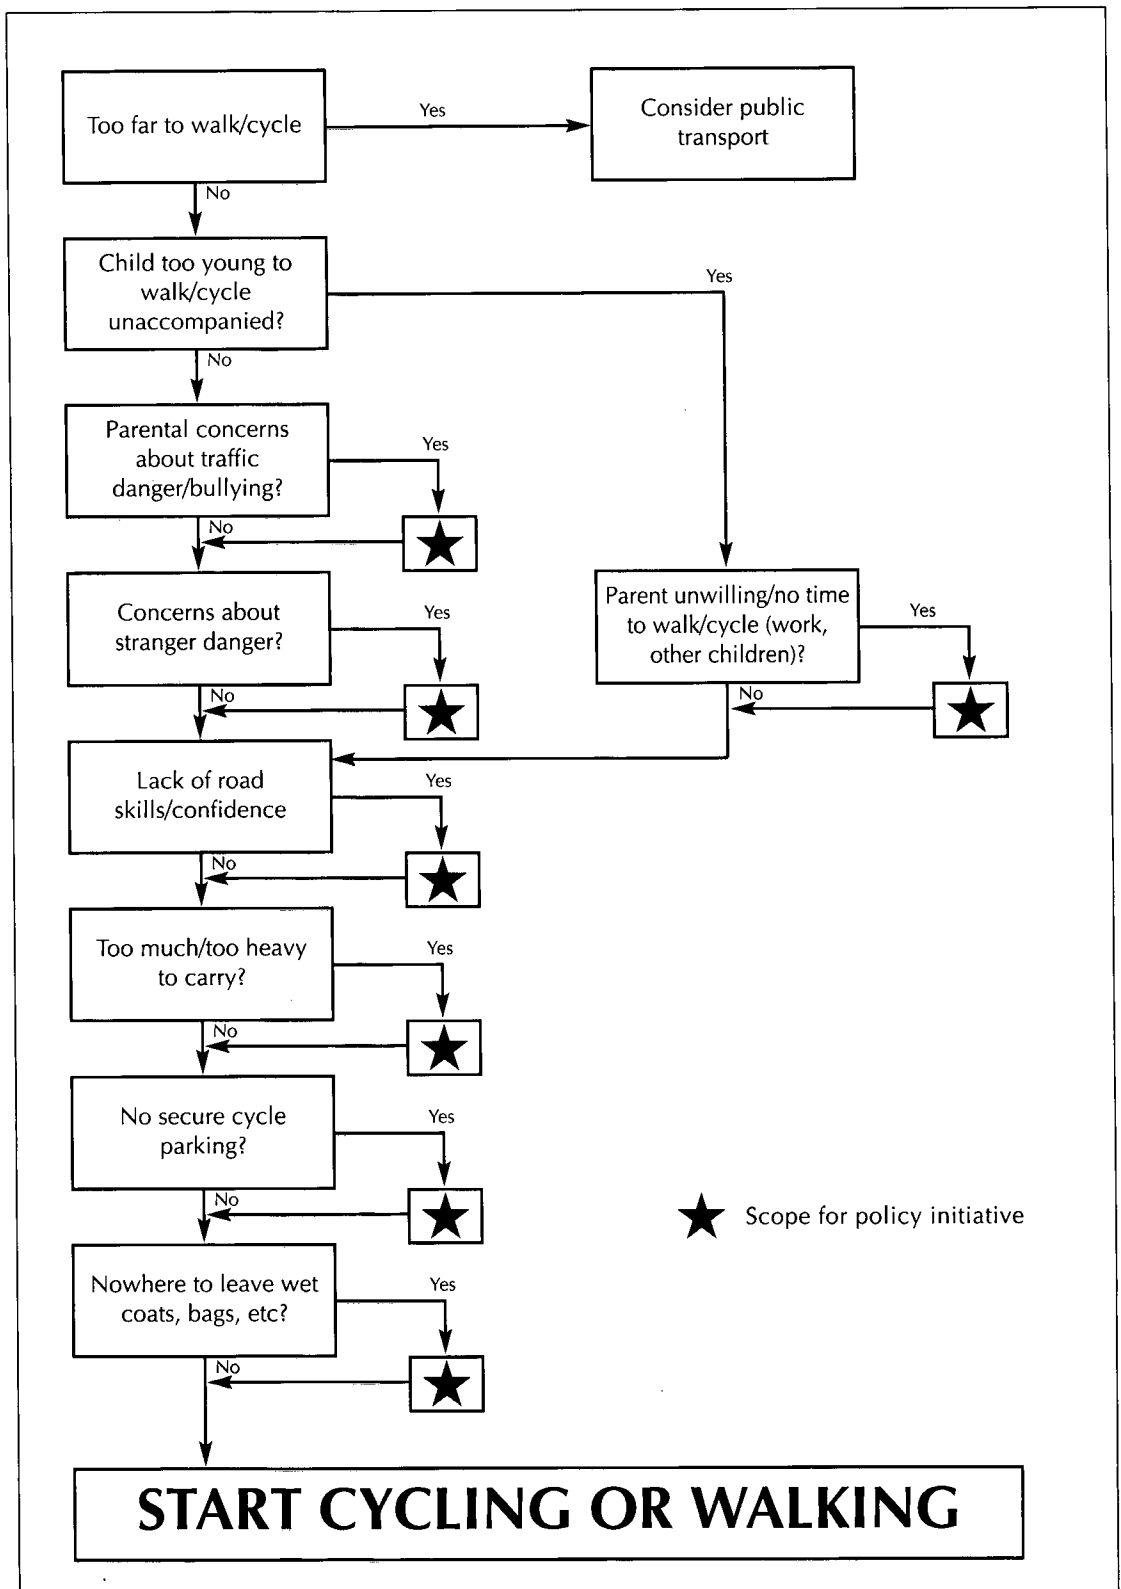 Too far to walk/cycle
Yes
Consider public
transport
No
Child too young to
walk/cycle
unaccompanied?
Yes
No
Parental concerns
about traffic
danger/bullying?
Yes
No
Concerns about
stranger danger?
Yes
No
Parent unwilling/no time
to walk/cycle (work,
other children)?
Yes
No
Lack of road
skills/confidence
Yes
No
Too much/too heavy
to carry?
Yes
No
No secure cycle
parking?
Yes
No
Scope for policy initiative
Nowhere to leave wet
coats, bags, etc?
Yes
No
START CYCLING OR WALKING